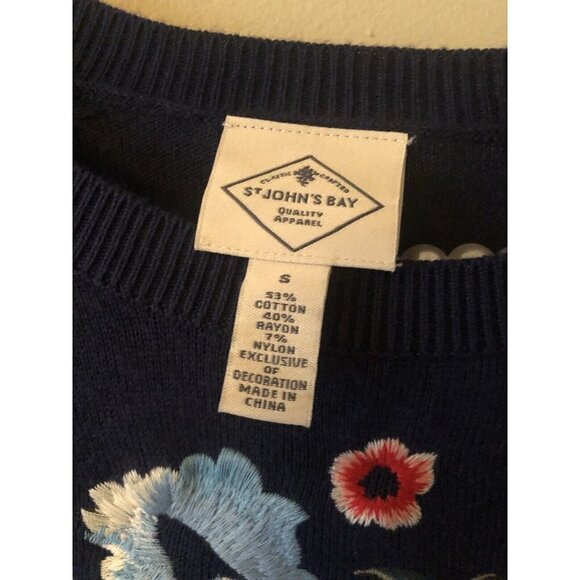 CLASSIC CRAFTED
ST JOHN'S BAY
QUALITY
APPAREL
S
53%
COTTON
40%
RAYON
7%
NYLON
EXCLUSIVE
OF
DECORATION
MADE IN
CHINA